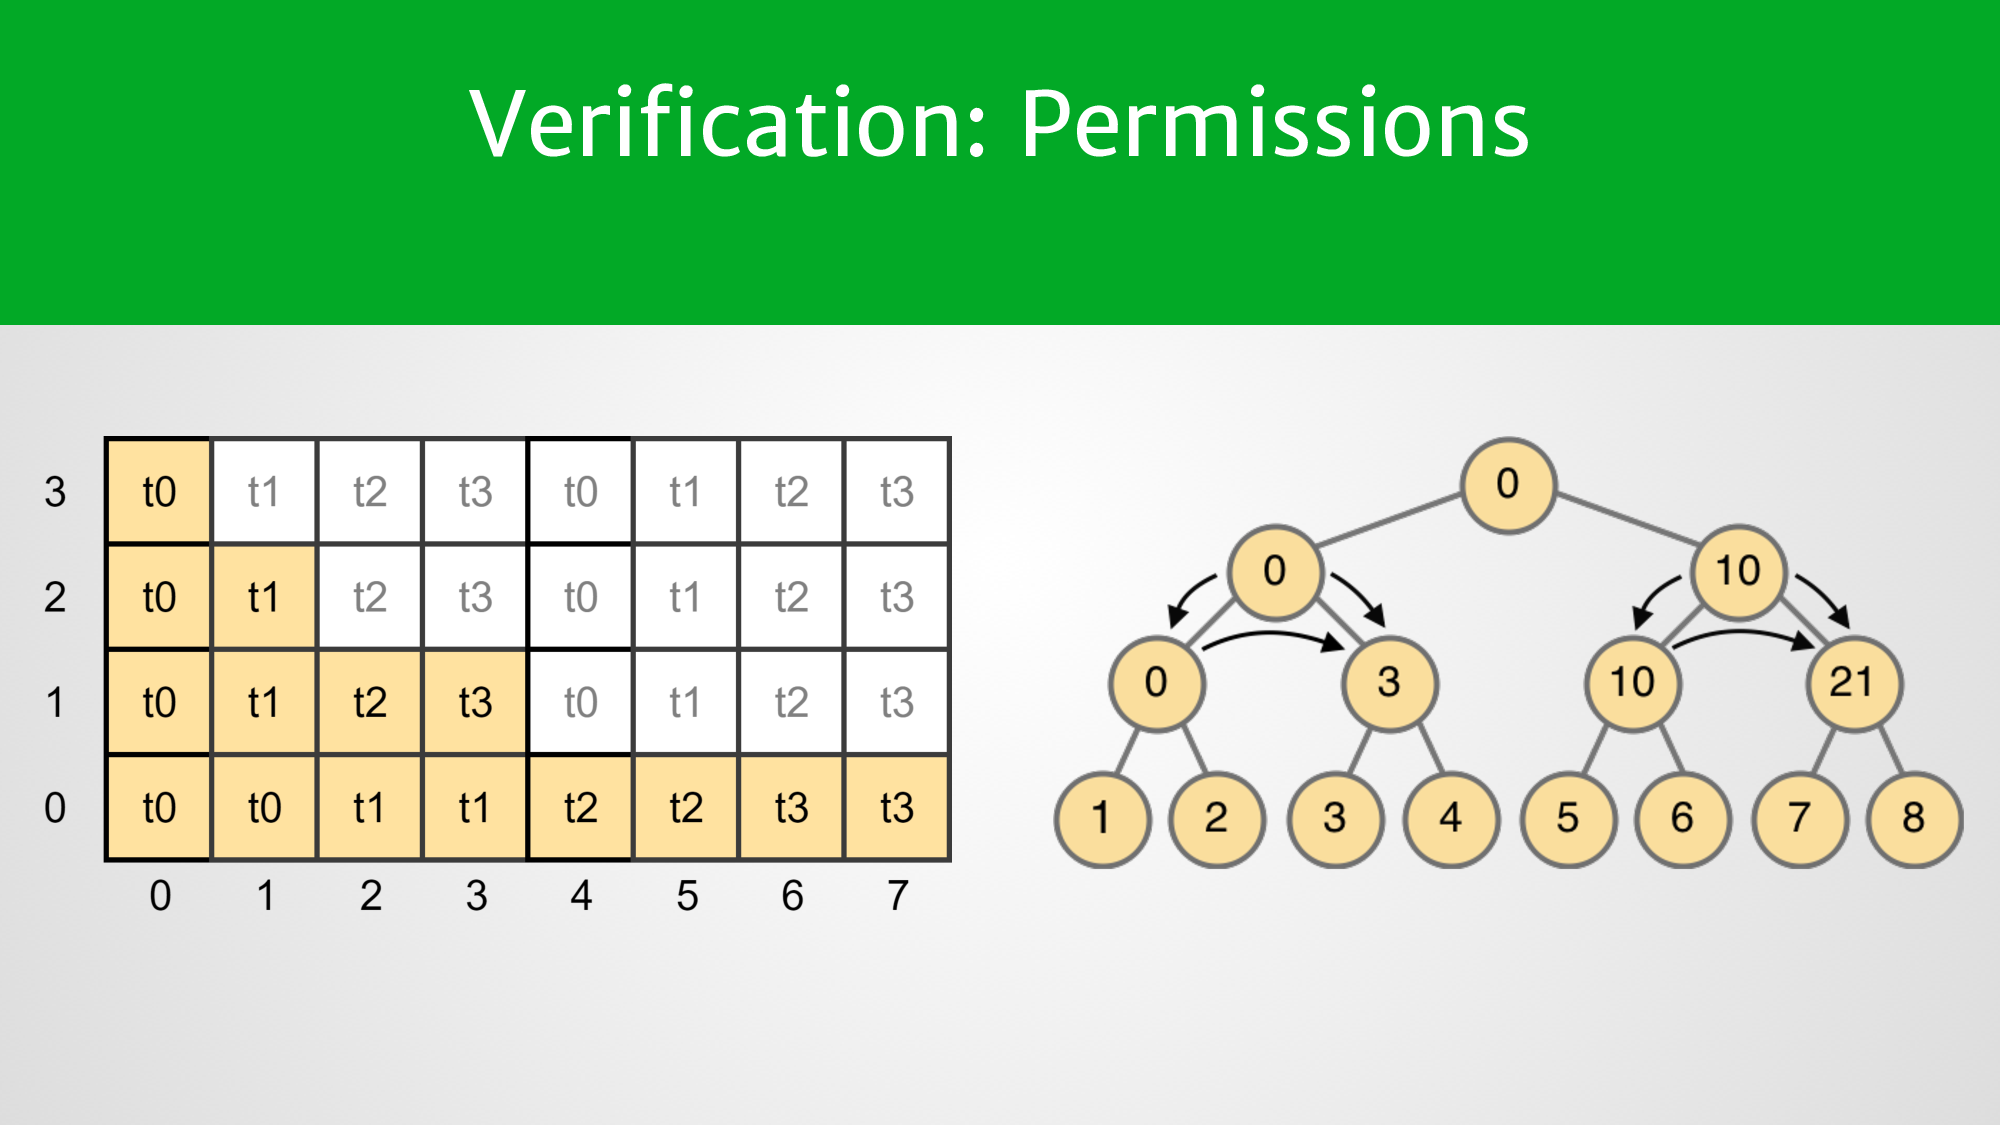 Verification: Permissions
3 t0 t1 t2 t3 t0 t1 t2 t3
2 t0 t1 t2 t3 t0 t1 t2 t3
1 t0 t1 t2 t3 t0 t1 t2 t3
0 t0 t0 t1 t1 t2 t2 t3 t3
0 1 2 3 4 5 6 7
0
0 10
0 3 10 21
1 2 3 4 5 6 7 8